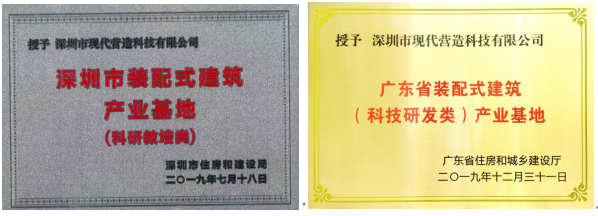 授予 深圳市现代营造科技有限公司
深圳市装配式建筑
产业基地
(科研教培类)
深圳市住房和建设局
二〇一九年七月十八日
授予 深圳市现代营造科技有限公司
广东省装配式建筑
(科技研发类)产业基地
广东省住房和城乡建设厅
二〇一九年十二月三十一日